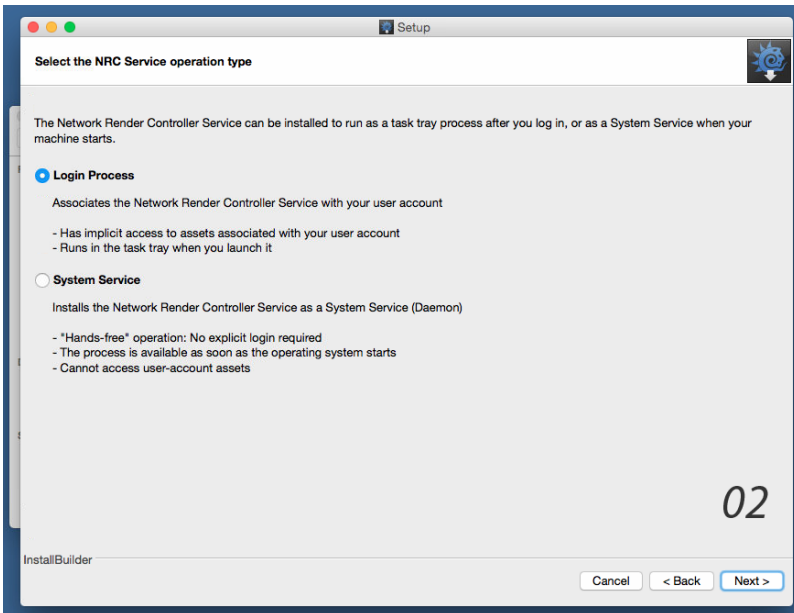 Setup
Select the NRC Service operation type
The Network Render Controller Service can be installed to run as a task tray process after you log in, or as a System Service when your
machine starts.
Login Process
Associates the Network Render Controller Service with your user account
- Has implicit access to assets associated with your user account
- Runs in the task tray when you launch it
System Service
Installs the Network Render Controller Service as a System Service (Daemon)
- "Hands-free" operation: No explicit login required
- The process is available as soon as the operating system starts
- Cannot access user-account assets
02
InstallBuilder
Cancel
< Back
Next >